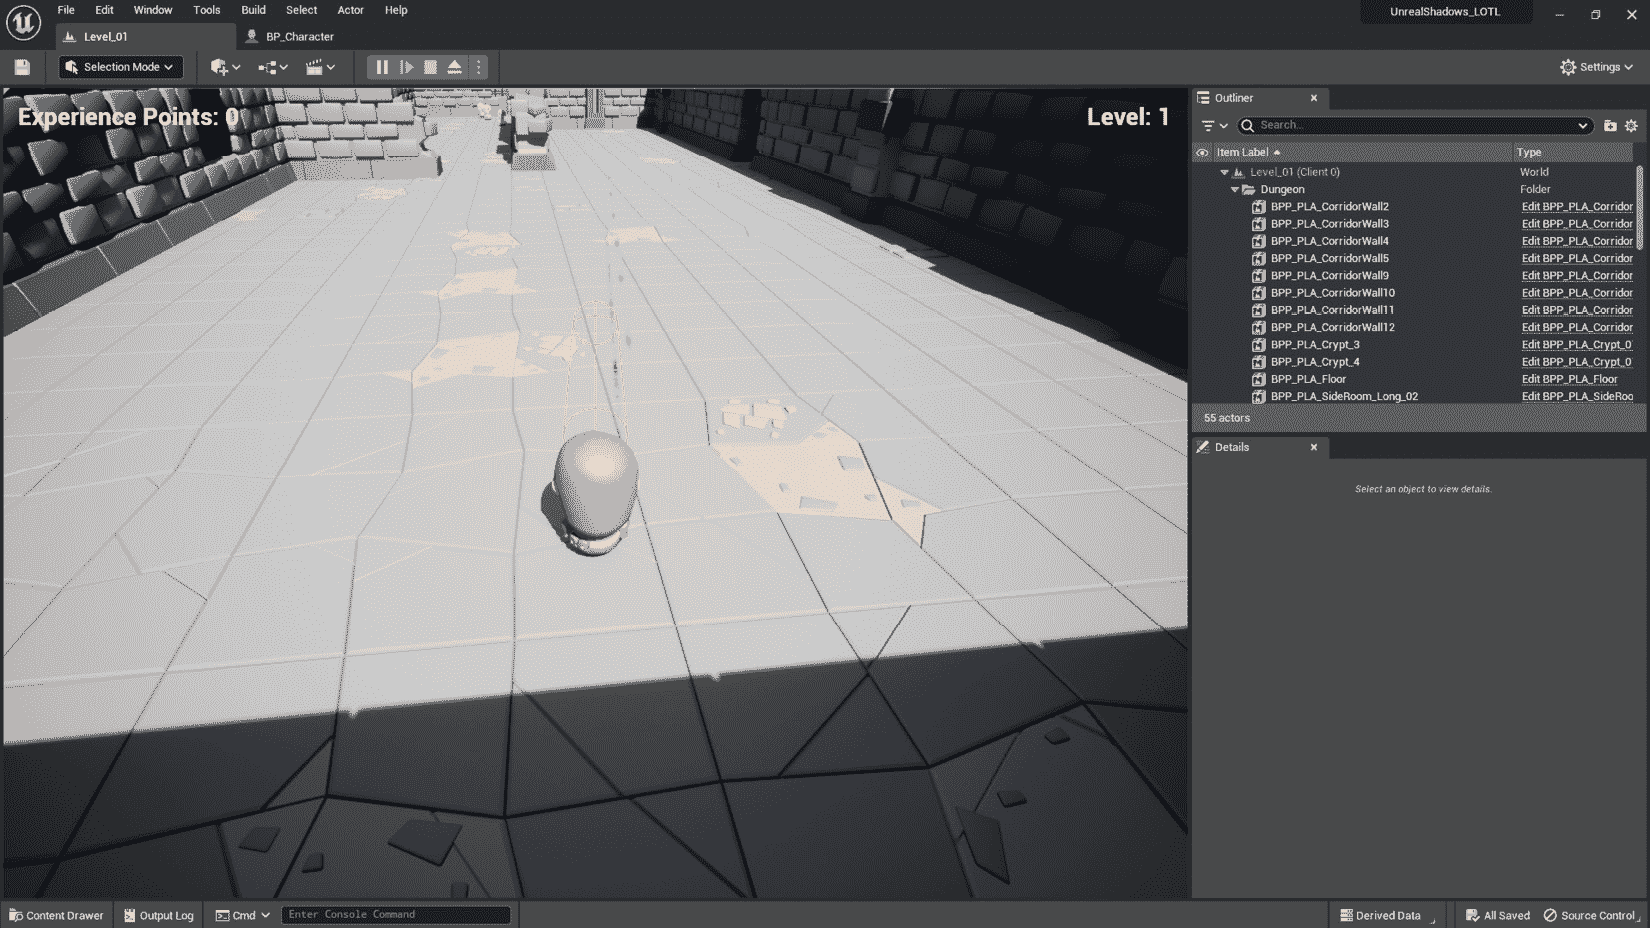 File Edit Window Tools Build Select Actor Help
UnrealShadows_LOTL
Level_01
BP_Character
Selection Mode
Settings
Experience Points: 0
Level: 1
Outliner
Search...
Item Label Type
Level_01 (Client 0) World
Dungeon Folder
BPP_PLA_CorridorWall2 Edit BPP_PLA_Corridor
BPP_PLA_CorridorWall3 Edit BPP_PLA_Corridor
BPP_PLA_CorridorWall4 Edit BPP_PLA_Corridor
BPP_PLA_CorridorWall5 Edit BPP_PLA_Corridor
BPP_PLA_CorridorWall9 Edit BPP_PLA_Corridor
BPP_PLA_CorridorWall10 Edit BPP_PLA_Corridor
BPP_PLA_CorridorWall11 Edit BPP_PLA_Corridor
BPP_PLA_CorridorWall12 Edit BPP_PLA_Corridor
BPP_PLA_Crypt_3 Edit BPP_PLA_Crypt_0
BPP_PLA_Crypt_4 Edit BPP_PLA_Crypt_0
BPP_PLA_Floor Edit BPP_PLA_Floor
BPP_PLA_SideRoom_Long_02 Edit BPP_PLA_SideRoo
55 actors
Details
Select an object to view details.
Content Drawer Output Log Cmd Enter Console Command Derived Data All Saved Source Control